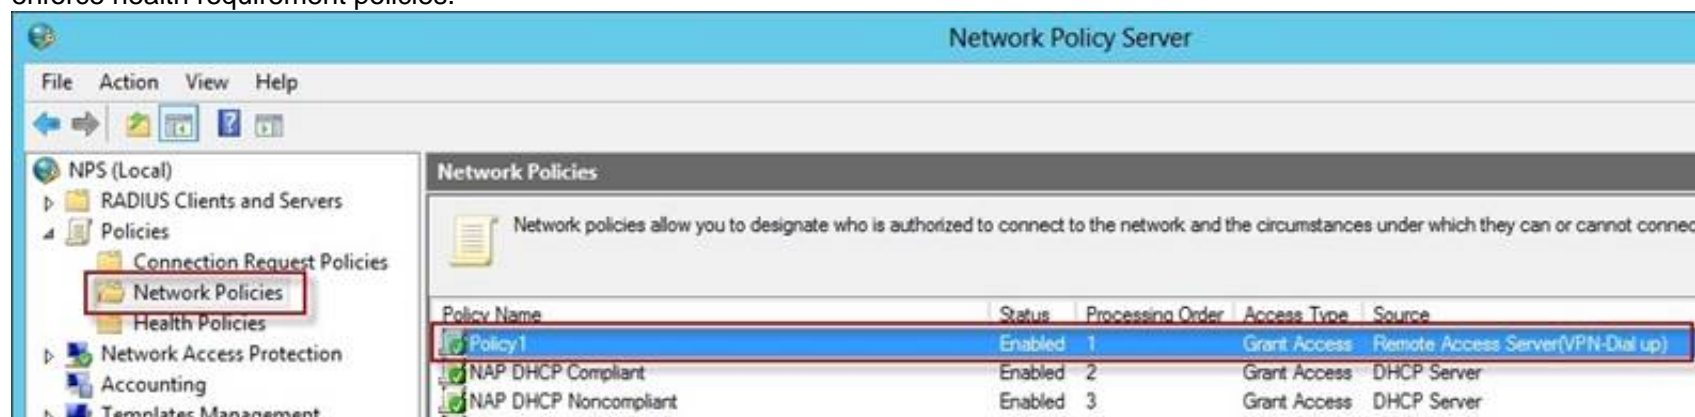 enforce health requirement policies.
Network Policy Server
File Action View Help
NPS (Local)
RADIUS Clients and Servers
Policies
Connection Request Policies
Network Policies
Health Policies
Network Access Protection
Accounting
Templates Management
Network Policies
Network policies allow you to designate who is authorized to connect to the network and the circumstances under which they can or cannot connec
Policy Name Status Processing Order Access Type Source
Policy1 Enabled 1 Grant Access Remote Access Server(VPN-Dial up)
NAP DHCP Compliant Enabled 2 Grant Access DHCP Server
NAP DHCP Noncompliant Enabled 3 Grant Access DHCP Server